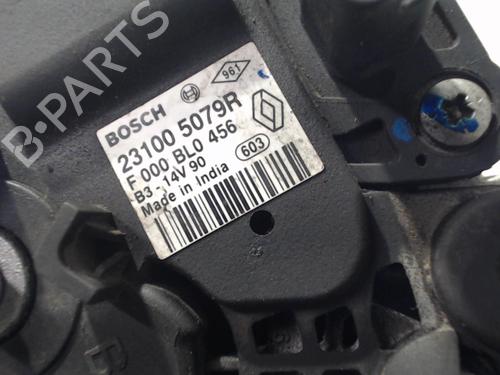 B-PARTS
961
BOSCH
23100 5079R
F 000 BL0 456
B3-14V 90
603
Made in India